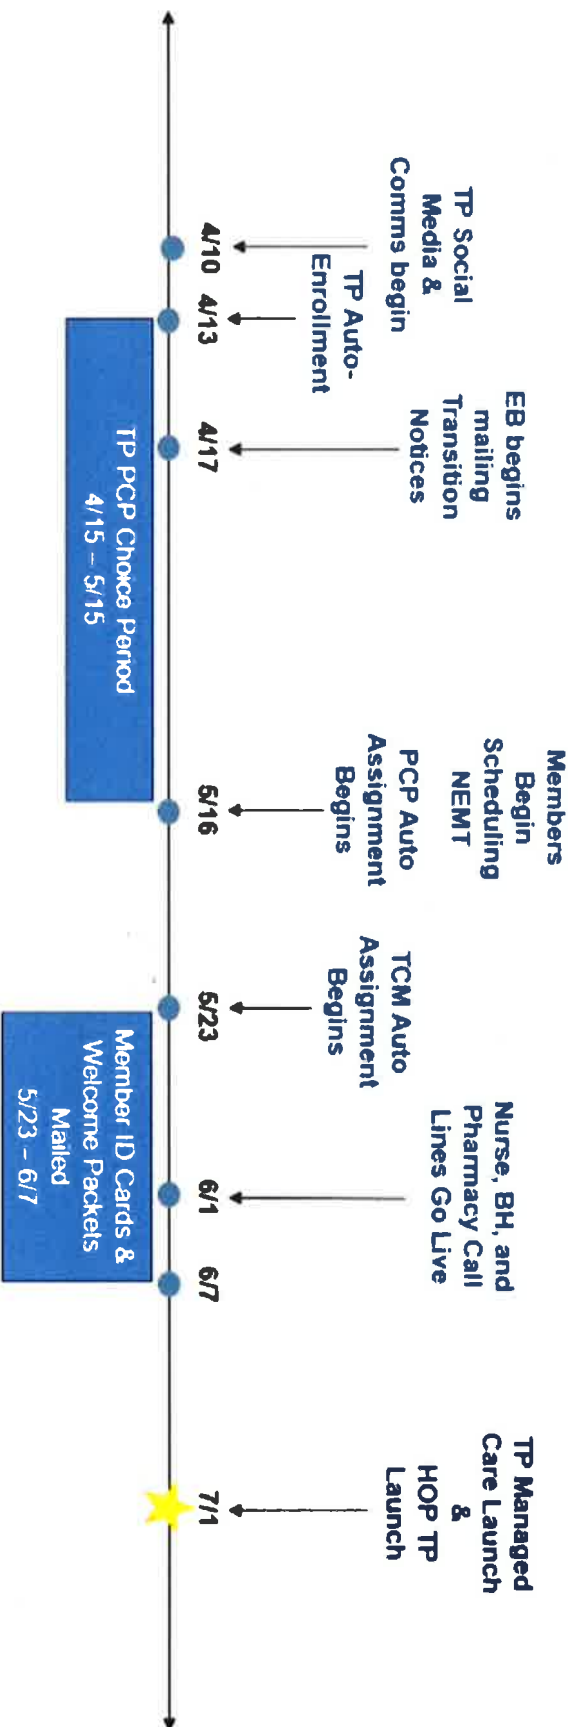 TP Social
Media &
Comms begin
4/10
TP Auto-
Enrollment
4/13
EB begins
mailing
Transition
Notices
4/17
TP PCP Choice Period
4/15 – 5/15
Members
Begin
Scheduling
NEMT
PCP Auto
Assignment
Begins
5/16
TCM Auto
Assignment
Begins
5/23
Nurse, BH, and
Pharmacy Call
Lines Go Live
6/1
6/7
Member ID Cards &
Welcome Packets
Mailed
5/23 – 6/7
TP Managed
Care Launch
&
HOP TP
Launch
7/1